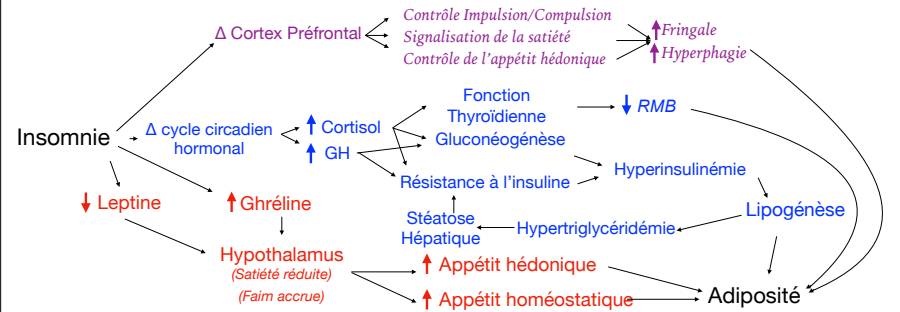 Δ Cortex Préfrontal
Contrôle Impulsion/Compulsion
Signalisation de la satiété
Contrôle de l'appétit hédonique
↑Fringale
↑Hyperphagie
Insomnie
Δ cycle circadien
hormonal
↑ Cortisol
↑ GH
Fonction
Thyroïdienne
Gluconéogénèse
↓ RMB
Résistance à l'insuline
Hyperinsulinémie
Lipogénèse
Hypertriglycéridémie
Stéatose
Hépatique
↓ Leptine
↑ Ghréline
Hypothalamus
(Satiété réduite)
(Faim accrue)
↑ Appétit hédonique
↑ Appétit homéostatique
Adiposité